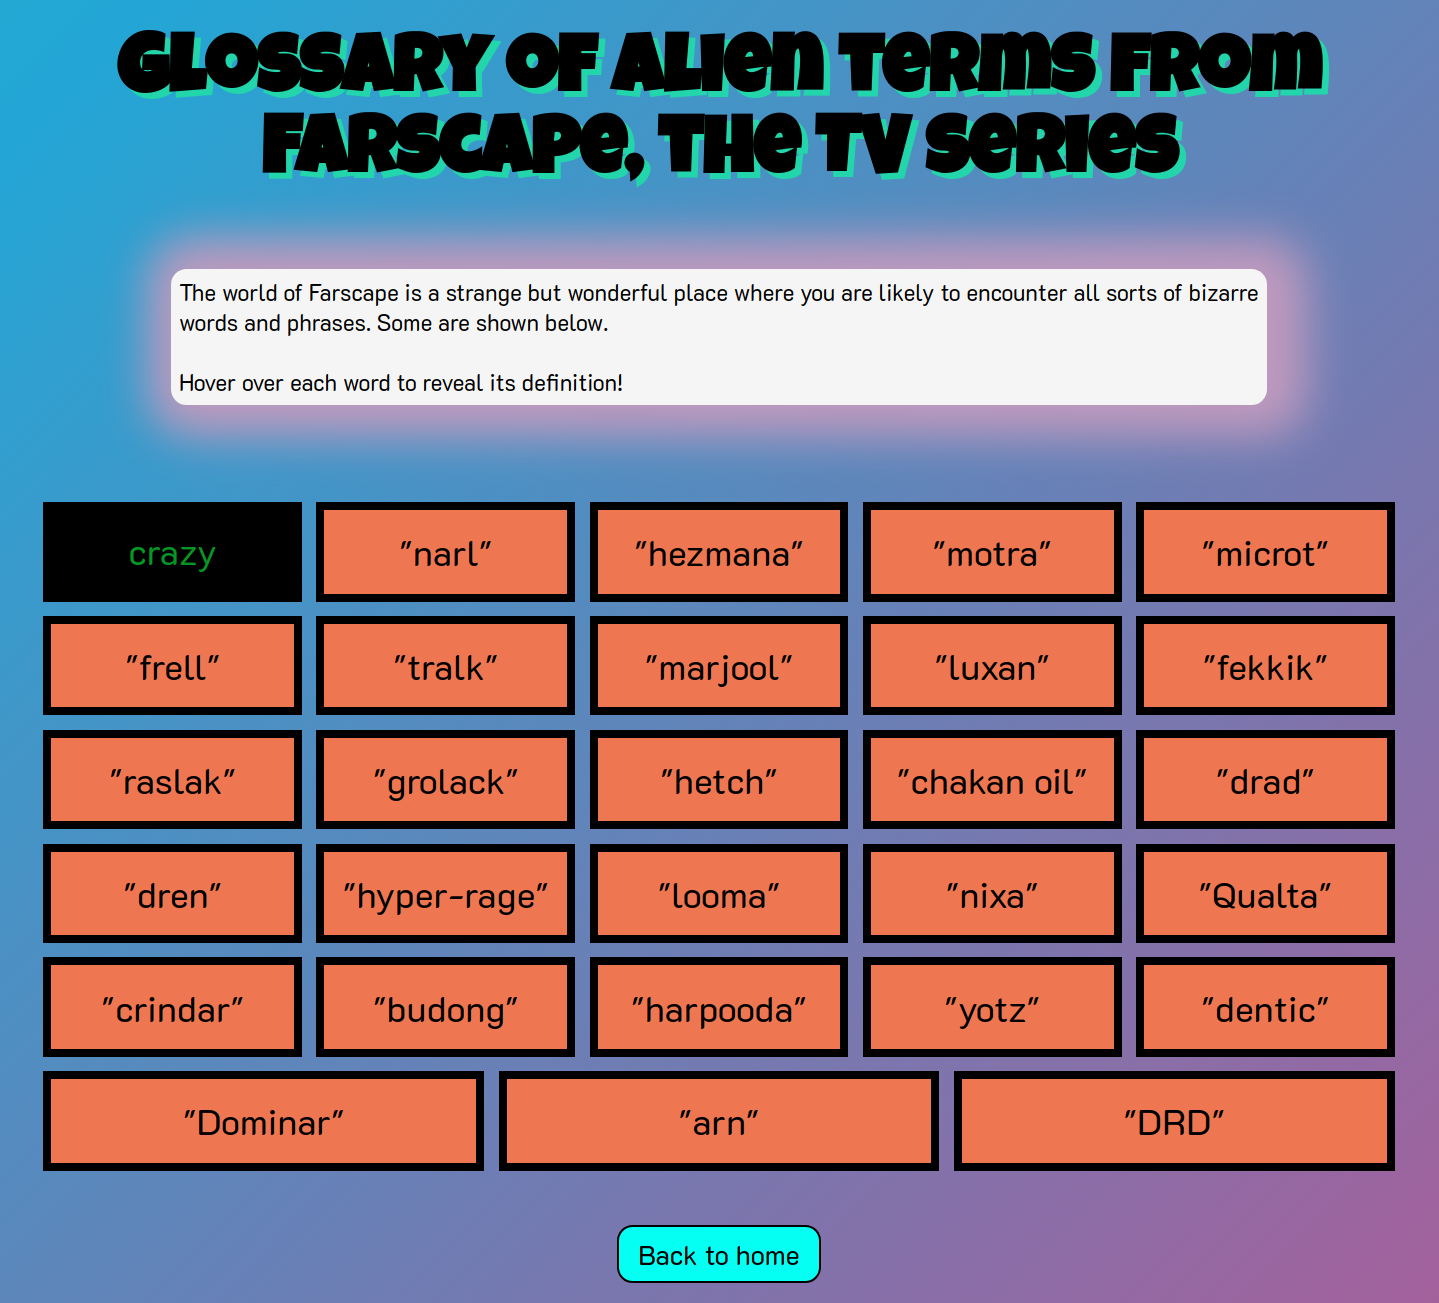 GLOSSARY OF ALIEN TERMS FROM
FARSCAPE, THE TV SERIES
The world of Farscape is a strange but wonderful place where you are likely to encounter all sorts of bizarre
words and phrases. Some are shown below.
Hover over each word to reveal its definition!
crazy
"narl"
"hezmana"
"motra"
"microt"
"frell"
"tralk"
"marjool"
"luxan"
"fekkik"
"raslak"
"grolack"
"hetch"
"chakan oil"
"drad"
"dren"
"hyper-rage"
"looma"
"nixa"
"Qualta"
"crindar"
"budong"
"harpooda"
"yotz"
"dentic"
"Dominar"
"arn"
"DRD"
Back to home